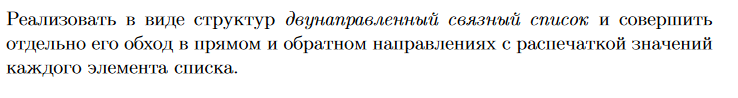 Реализовать в виде структур двунаправленный связный список и совершить
отдельно его обход в прямом и обратном направлениях с распечаткой значений
каждого элемента списка.